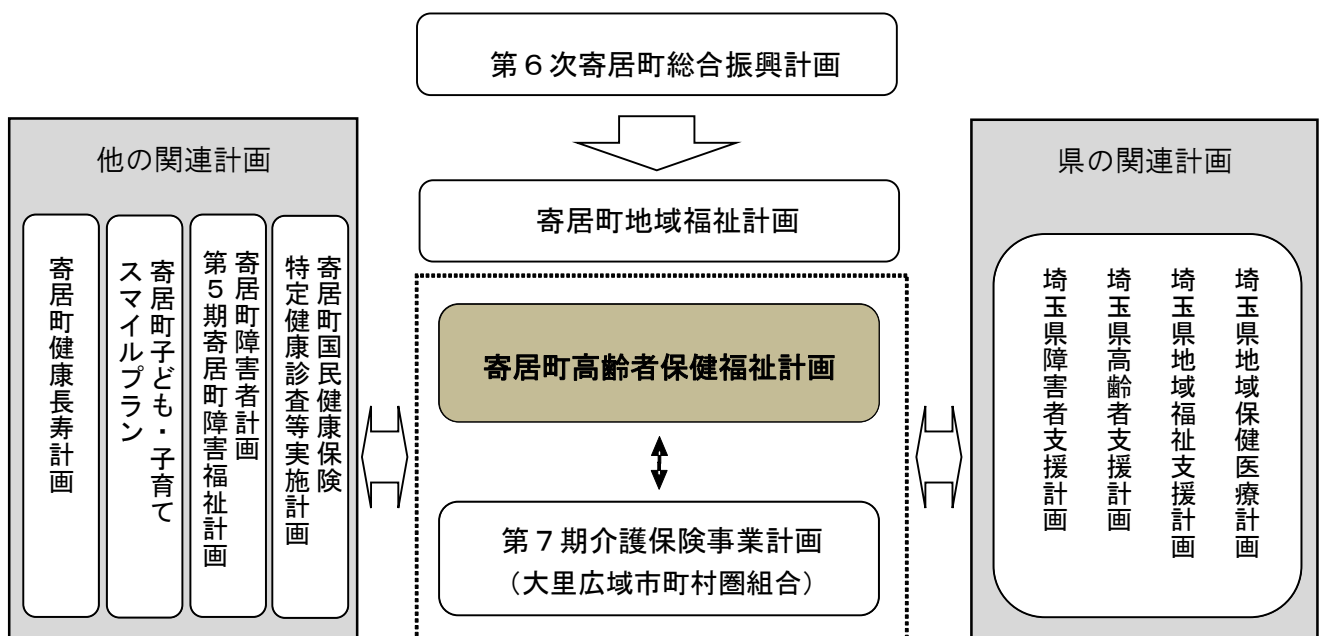 第６次寄居町総合振興計画
他の関連計画
寄居町国民健康保険
特定健康診査等実施計画
寄居町障害者計画
第５期寄居町障害福祉計画
寄居町子ども・子育て
スマイルプラン
寄居町健康長寿計画
寄居町地域福祉計画
寄居町高齢者保健福祉計画
第７期介護保険事業計画
（大里広域市町村圏組合）
県の関連計画
埼玉県地域保健医療計画
埼玉県地域福祉支援計画
埼玉県高齢者支援計画
埼玉県障害者支援計画